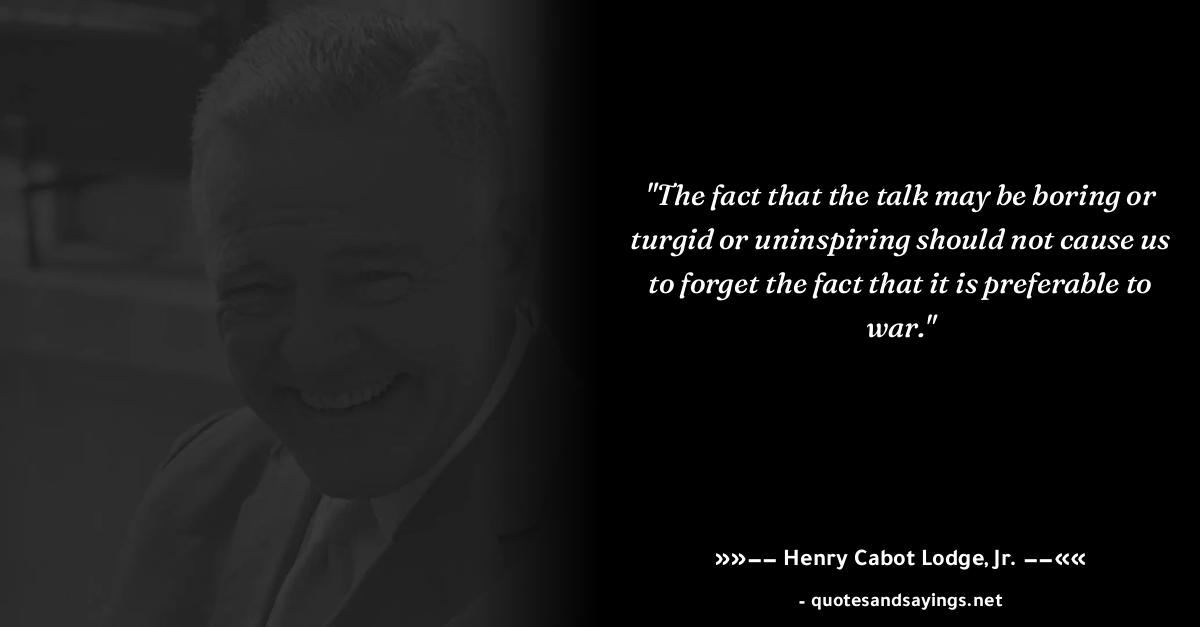 "The fact that the talk may be boring or
turgid or uninspiring should not cause us
to forget the fact that it is preferable to
war."
»»−− Henry Cabot Lodge, Jr. −−««
- quotesandsayings.net